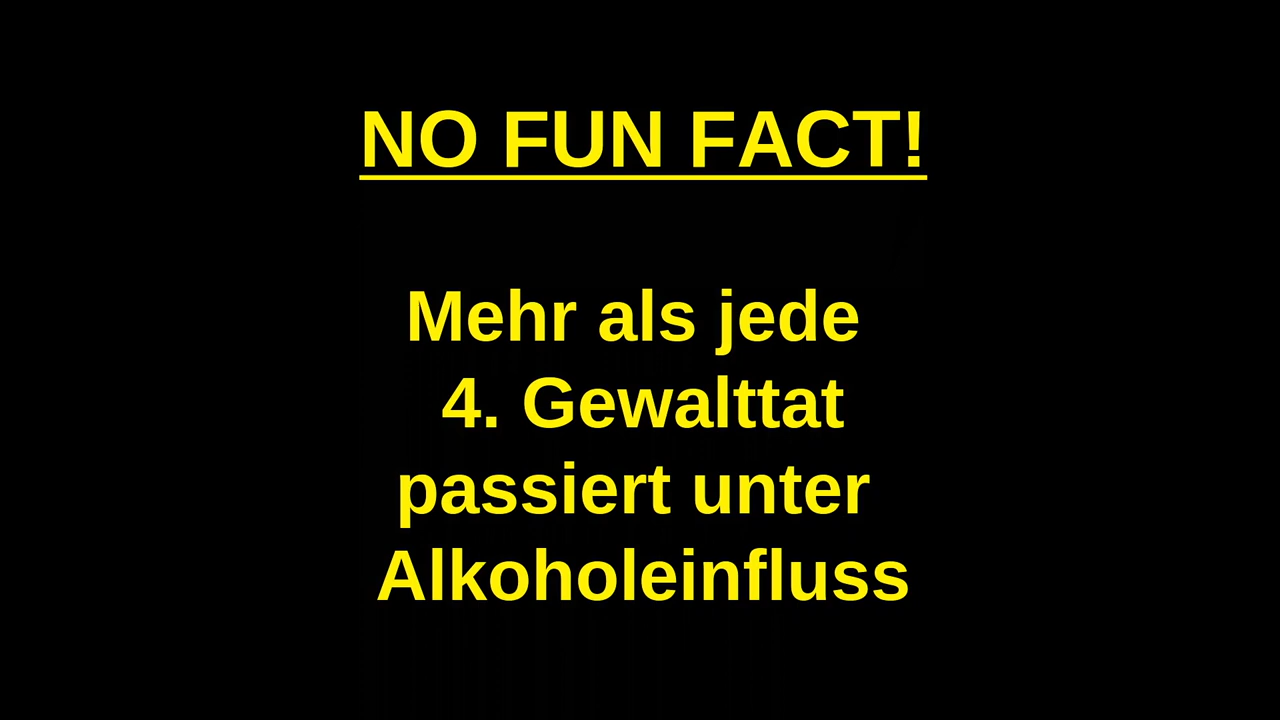 NO FUN FACT!
Mehr als jede
4. Gewalttat
passiert unter
Alkoholeinfluss